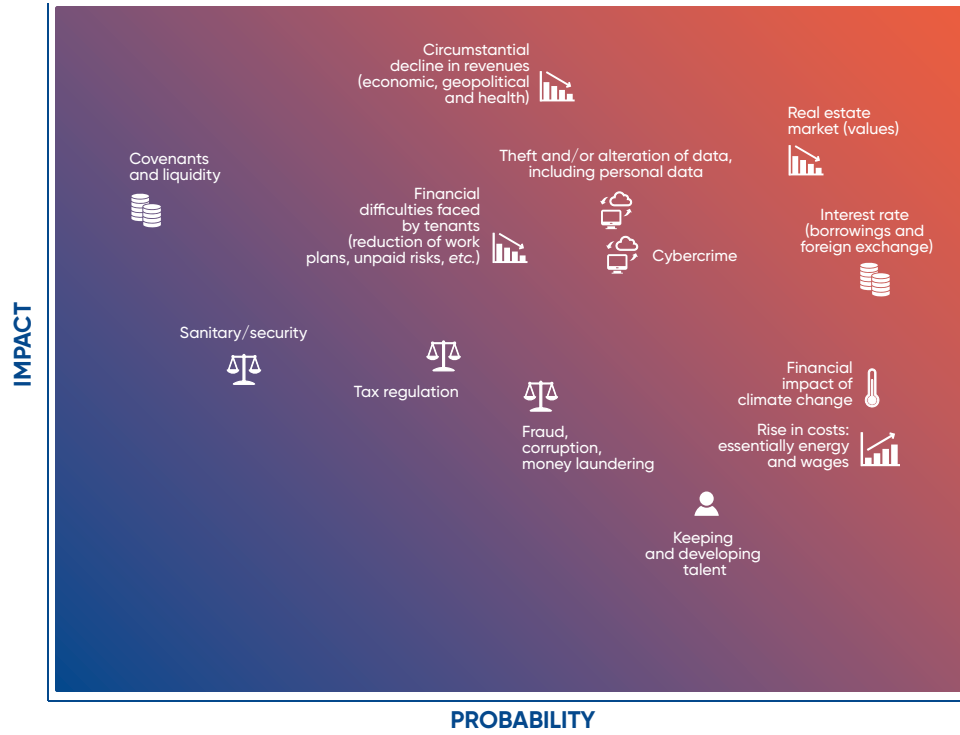 IMPACT
Circumstantial
decline in revenues
(economic, geopolitical
and health)
Real estate
market (values)
Covenants
and liquidity
Theft and/or alteration of data,
including personal data
Financial
difficulties faced
by tenants
(reduction of work
plans, unpaid risks, etc.)
Interest rate
(borrowings and
foreign exchange)
Cybercrime
Sanitary/security
Tax regulation
Financial
impact of
climate change
Fraud,
corruption,
money laundering
Rise in costs:
essentially energy
and wages
Keeping
and developing
talent
PROBABILITY